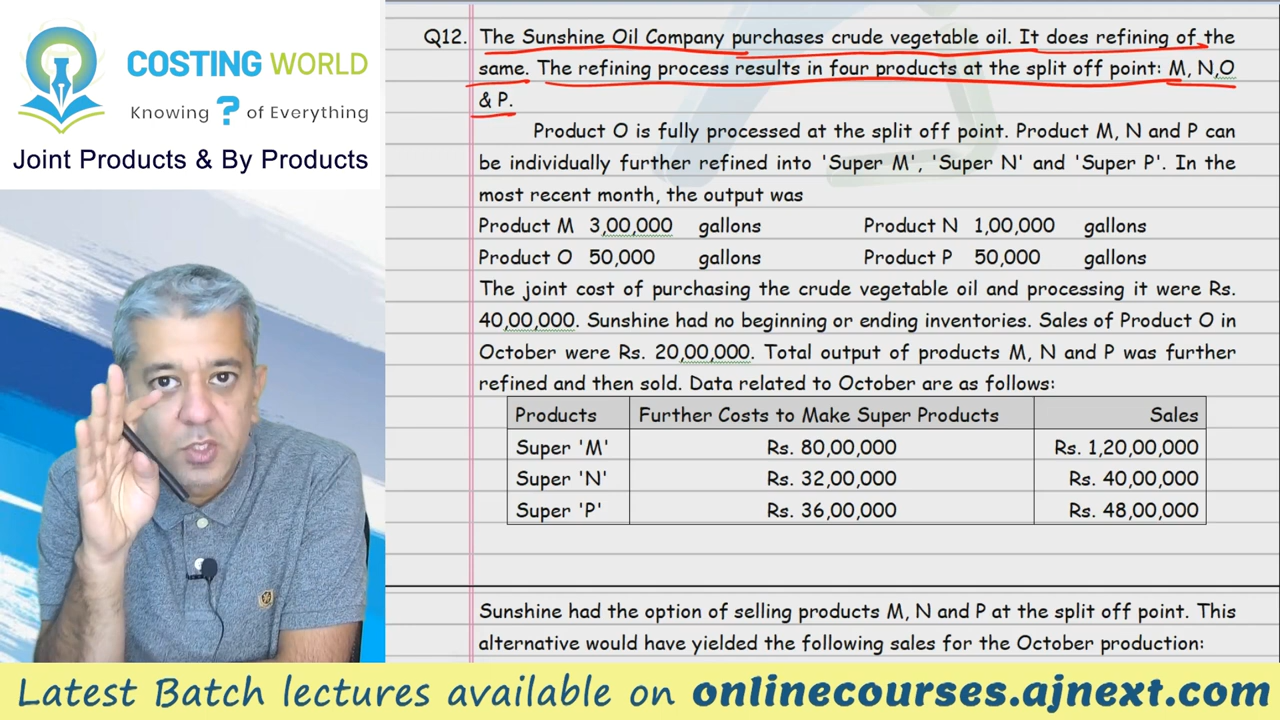 COSTING WORLD
Knowing ? of Everything
Joint Products & By Products
Q12. The Sunshine Oil Company purchases crude vegetable oil. It does refining of the
same. The refining process results in four products at the split off point: M, N,O
& P.
Product O is fully processed at the split off point. Product M, N and P can
be individually further refined into 'Super M', 'Super N' and 'Super P'. In the
most recent month, the output was
Product M 3,00,000 gallons Product N 1,00,000 gallons
Product O 50,000 gallons Product P 50,000 gallons
The joint cost of purchasing the crude vegetable oil and processing it were Rs.
40,00,000. Sunshine had no beginning or ending inventories. Sales of Product O in
October were Rs. 20,00,000. Total output of products M, N and P was further
refined and then sold. Data related to October are as follows:
Products Further Costs to Make Super Products Sales
Super 'M' Rs. 80,00,000 Rs. 1,20,00,000
Super 'N' Rs. 32,00,000 Rs. 40,00,000
Super 'P' Rs. 36,00,000 Rs. 48,00,000
Sunshine had the option of selling products M, N and P at the split off point. This
alternative would have yielded the following sales for the October production:
Latest Batch lectures available on onlinecourses.ajnext.com